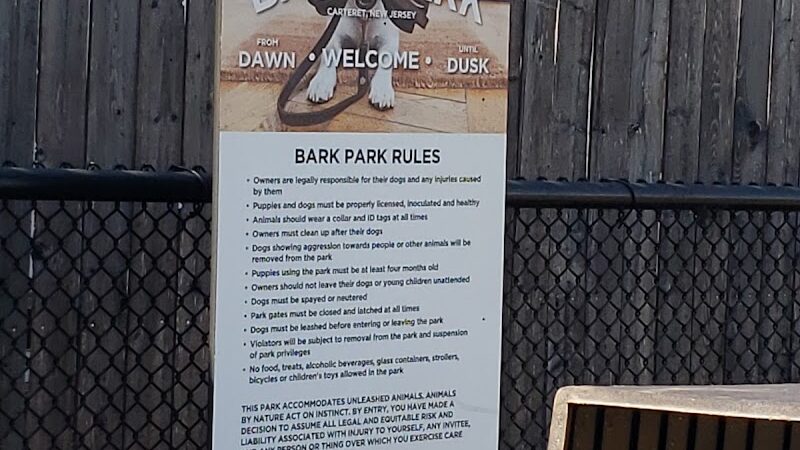 CARTERET, NEW JERSEY
FROM DAWN • WELCOME • UNTIL DUSK
BARK PARK RULES
• Owners are legally responsible for their dogs and any injuries caused
by them
• Puppies and dogs must be properly licensed, inoculated and healthy
• Animals should wear a collar and ID tags at all times
• Owners must clean up after their dogs
• Dogs showing aggression towards people or other animals will be
removed from the park
• Puppies using the park must be at least four months old
• Owners should not leave their dogs or young children unattended
• Dogs must be spayed or neutered
• Park gates must be closed and latched at all times
• Dogs must be leashed before entering or leaving the park
• Violators will be subject to removal from the park and suspension
of park privileges
• No food, treats, alcoholic beverages, glass containers, strollers,
bicycles or children's toys allowed in the park
THIS PARK ACCOMMODATES UNLEASHED ANIMALS. ANIMALS
BY NATURE ACT ON INSTINCT. BY ENTRY, YOU HAVE MADE A
DECISION TO ASSUME ALL LEGAL AND EQUITABLE RISK AND
LIABILITY ASSOCIATED WITH INJURY TO YOURSELF, ANY INVITEE,
ANY PERSON OR THING OVER WHICH YOU EXERCISE CARE